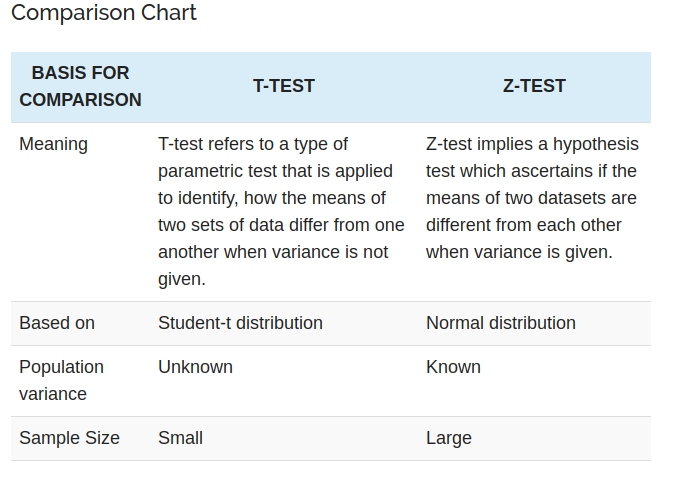 Comparison Chart
BASIS FOR
COMPARISON
T-TEST
Z-TEST
Meaning
T-test refers to a type of
parametric test that is applied
to identify, how the means of
two sets of data differ from one
another when variance is not
given.
Z-test implies a hypothesis
test which ascertains if the
means of two datasets are
different from each other
when variance is given.
Based on
Student-t distribution
Normal distribution
Population
variance
Unknown
Known
Sample Size
Small
Large